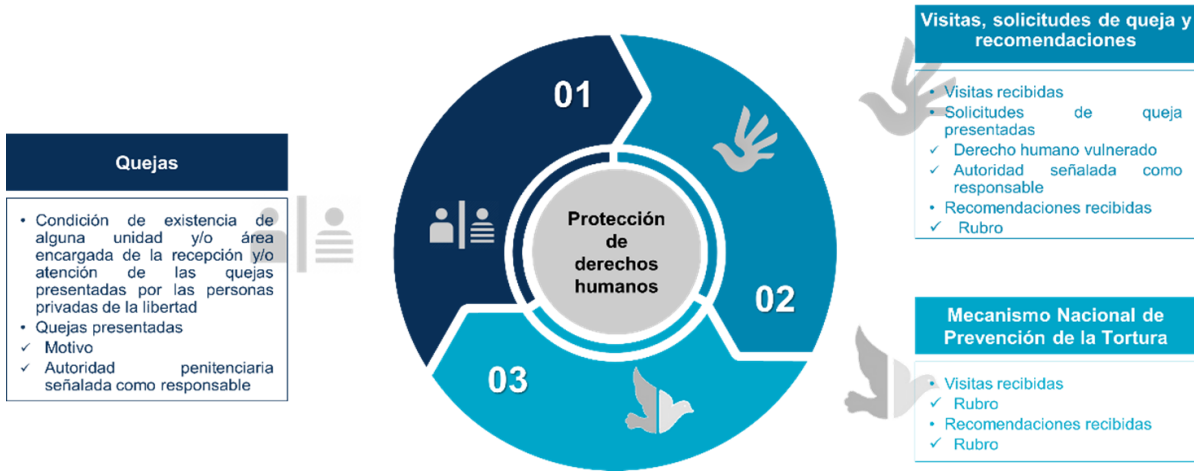 Quejas
• Condición de existencia de
alguna unidad y/o área
encargada de la recepción y/o
atención de las quejas
presentadas por las personas
privadas de la libertad
• Quejas presentadas
✓ Motivo
✓ Autoridad penitenciaria
señalada como responsable
01
02
03
Protección
de
derechos
humanos
Visitas, solicitudes de queja y
recomendaciones
• Visitas recibidas
• Solicitudes de queja
presentadas
✓ Derecho humano vulnerado
✓ Autoridad señalada como
responsable
• Recomendaciones recibidas
✓ Rubro
Mecanismo Nacional de
Prevención de la Tortura
• Visitas recibidas
✓ Rubro
• Recomendaciones recibidas
✓ Rubro